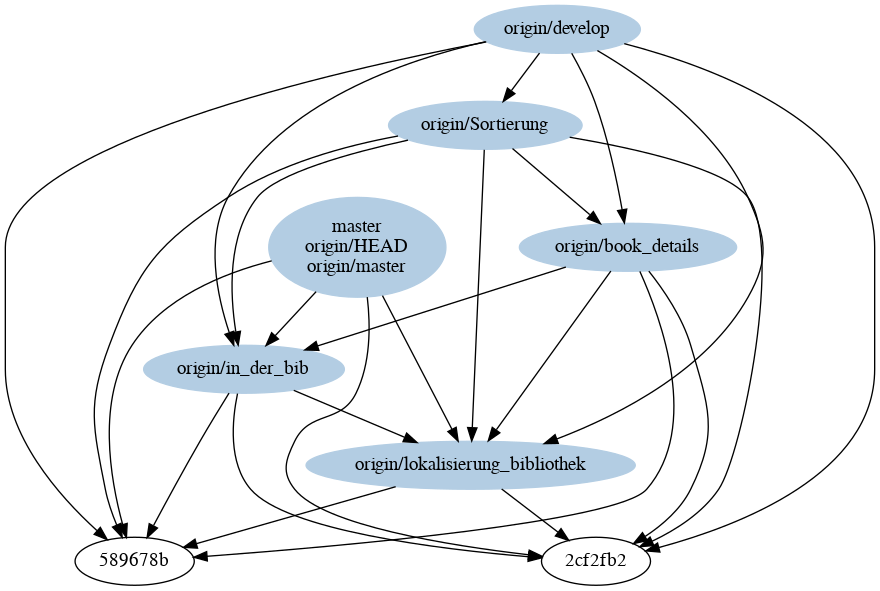 origin/develop
origin/Sortierung
master
origin/HEAD
origin/master
origin/book_details
origin/in_der_bib
origin/lokalisierung_bibliothek
589678b
2cf2fb2